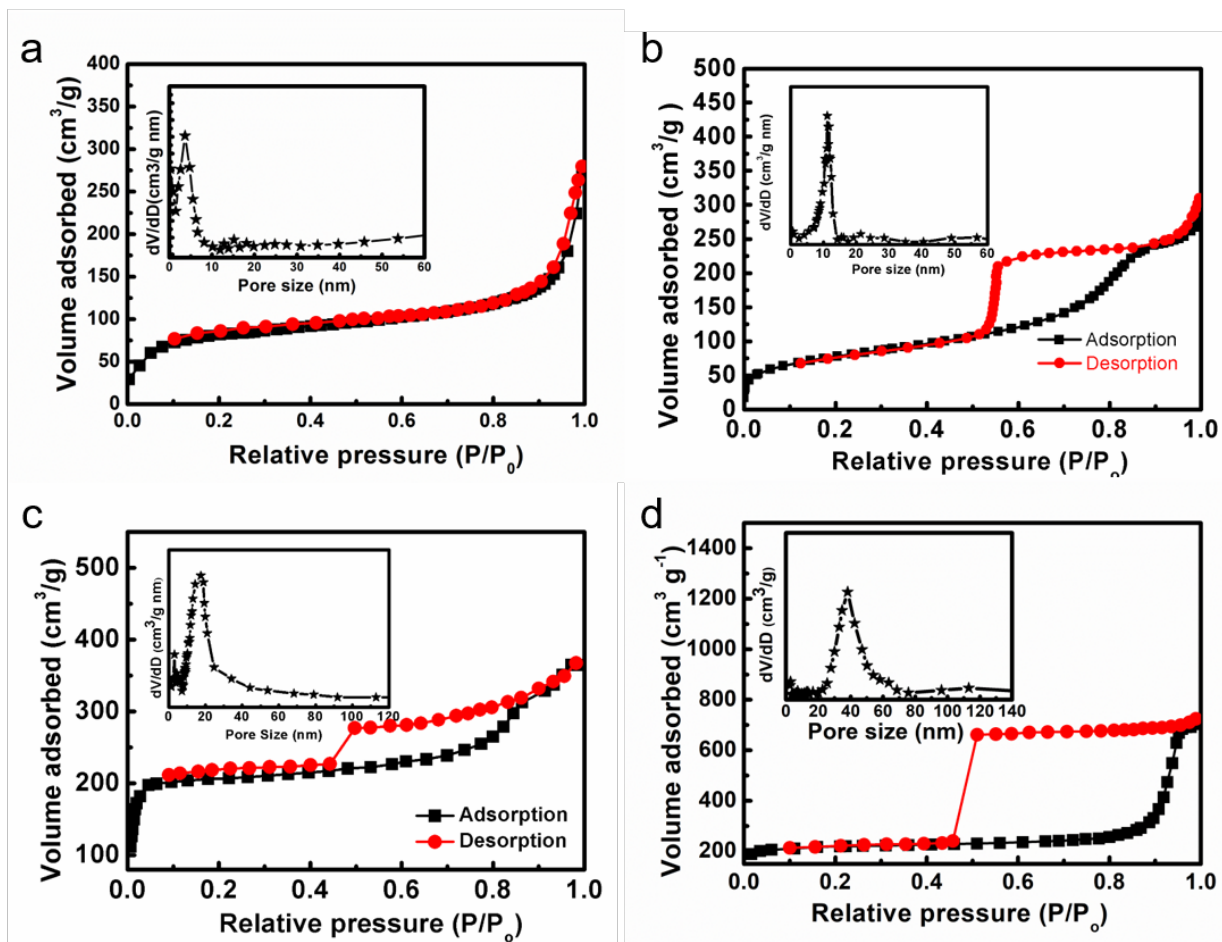 a
Volume adsorbed (cm³/g)
400
350
300
250
200
150
100
50
0
0.0 0.2 0.4 0.6 0.8 1.0
Relative pressure (P/P₀)
dV/dD(cm3/g nm)
0 10 20 30 40 50 60
Pore size (nm)
b
Volume adsorbed (cm³/g )
500
450
400
350
300
250
200
150
100
50
0
0.0 0.2 0.4 0.6 0.8 1.0
Relative pressure (P/Pₒ)
dV/dD (cm³/g nm)
0 10 20 30 40 50 60
Pore size (nm)
Adsorption
Desorption
c
Volume adsorbed (cm³/g)
500
400
300
200
100
0.0 0.2 0.4 0.6 0.8 1.0
Relative pressure (P/Pₒ)
dV/dD (cm³/g nm)
0 20 40 60 80 100 120
Pore Size (nm)
Adsorption
Desorption
d
Volume adsorbed (cm³ g⁻¹)
1400
1200
1000
800
600
400
200
0.0 0.2 0.4 0.6 0.8 1.0
Relative pressure (P/Pₒ)
dV/dD (cm³/g)
0 20 40 60 80 100 120 140
Pore size (nm)